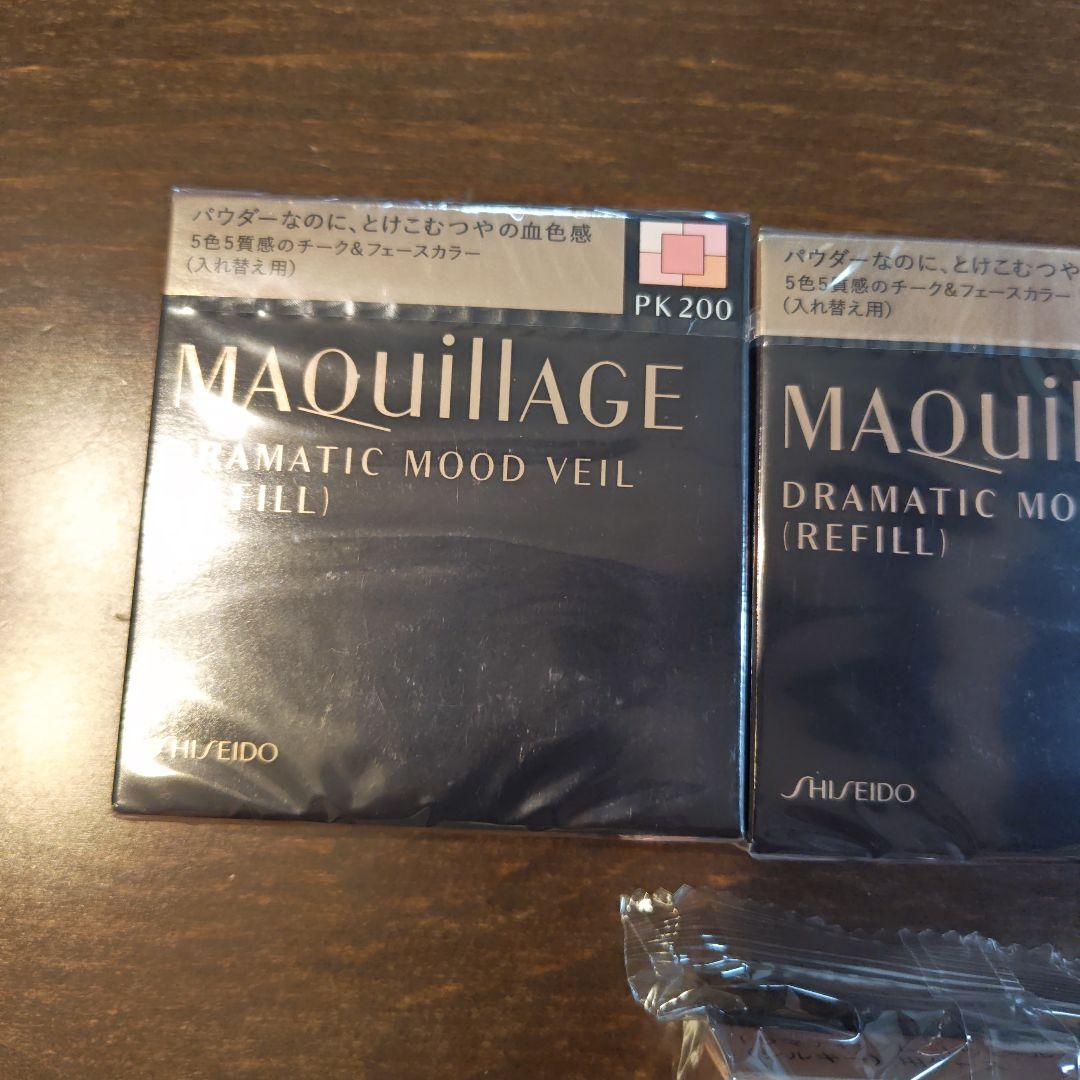 パウダーなのに、とけこむつやの血色感
5色5質感のチーク&フェースカラー
(入れ替え用)
PK200
MAQuillAGE
DRAMATIC MOOD VEIL
(REFILL)
SHISEIDO
パウダーなのに、とけこむつや
5色5質感のチーク&フェースカラー
(入れ替え用)
MAQuil
DRAMATIC MO
(REFILL)
SHISEIDO